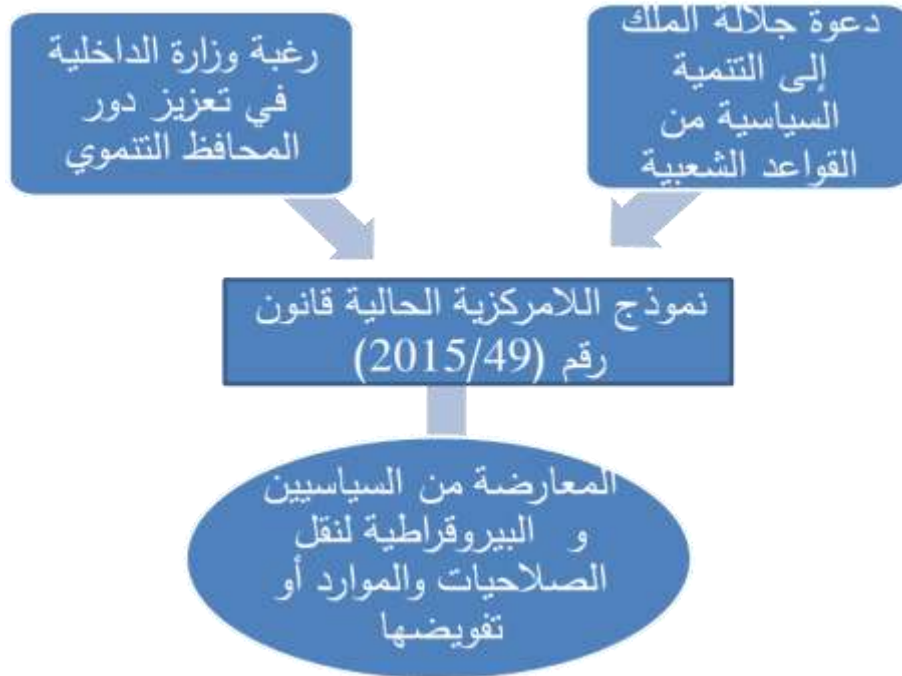 دعوة جلالة الملك
إلى التنمية
السياسية من
القواعد الشعبية
رغبة وزارة الداخلية
في تعزيز دور
المحافظ التنموي
نموذج اللامركزية الحالية قانون
رقم (2015/49)
المعارضة من السياسيين
و البيروقراطية لنقل
الصلاحيات والموارد أو
تفويضها